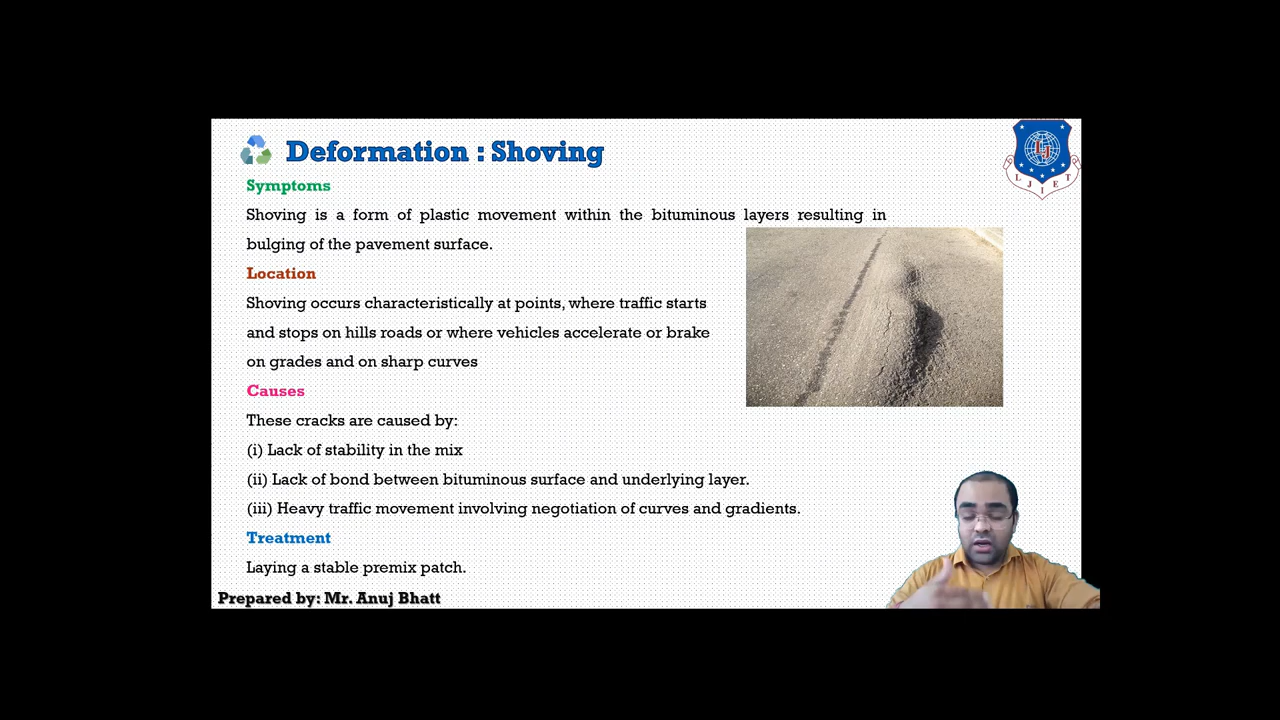 Deformation : Shoving
LJ
L J I E T
Symptoms
Shoving is a form of plastic movement within the bituminous layers resulting in
bulging of the pavement surface.
Location
Shoving occurs characteristically at points, where traffic starts
and stops on hills roads or where vehicles accelerate or brake
on grades and on sharp curves
Causes
These cracks are caused by:
(i) Lack of stability in the mix
(ii) Lack of bond between bituminous surface and underlying layer.
(iii) Heavy traffic movement involving negotiation of curves and gradients.
Treatment
Laying a stable premix patch.
Prepared by: Mr. Anuj Bhatt